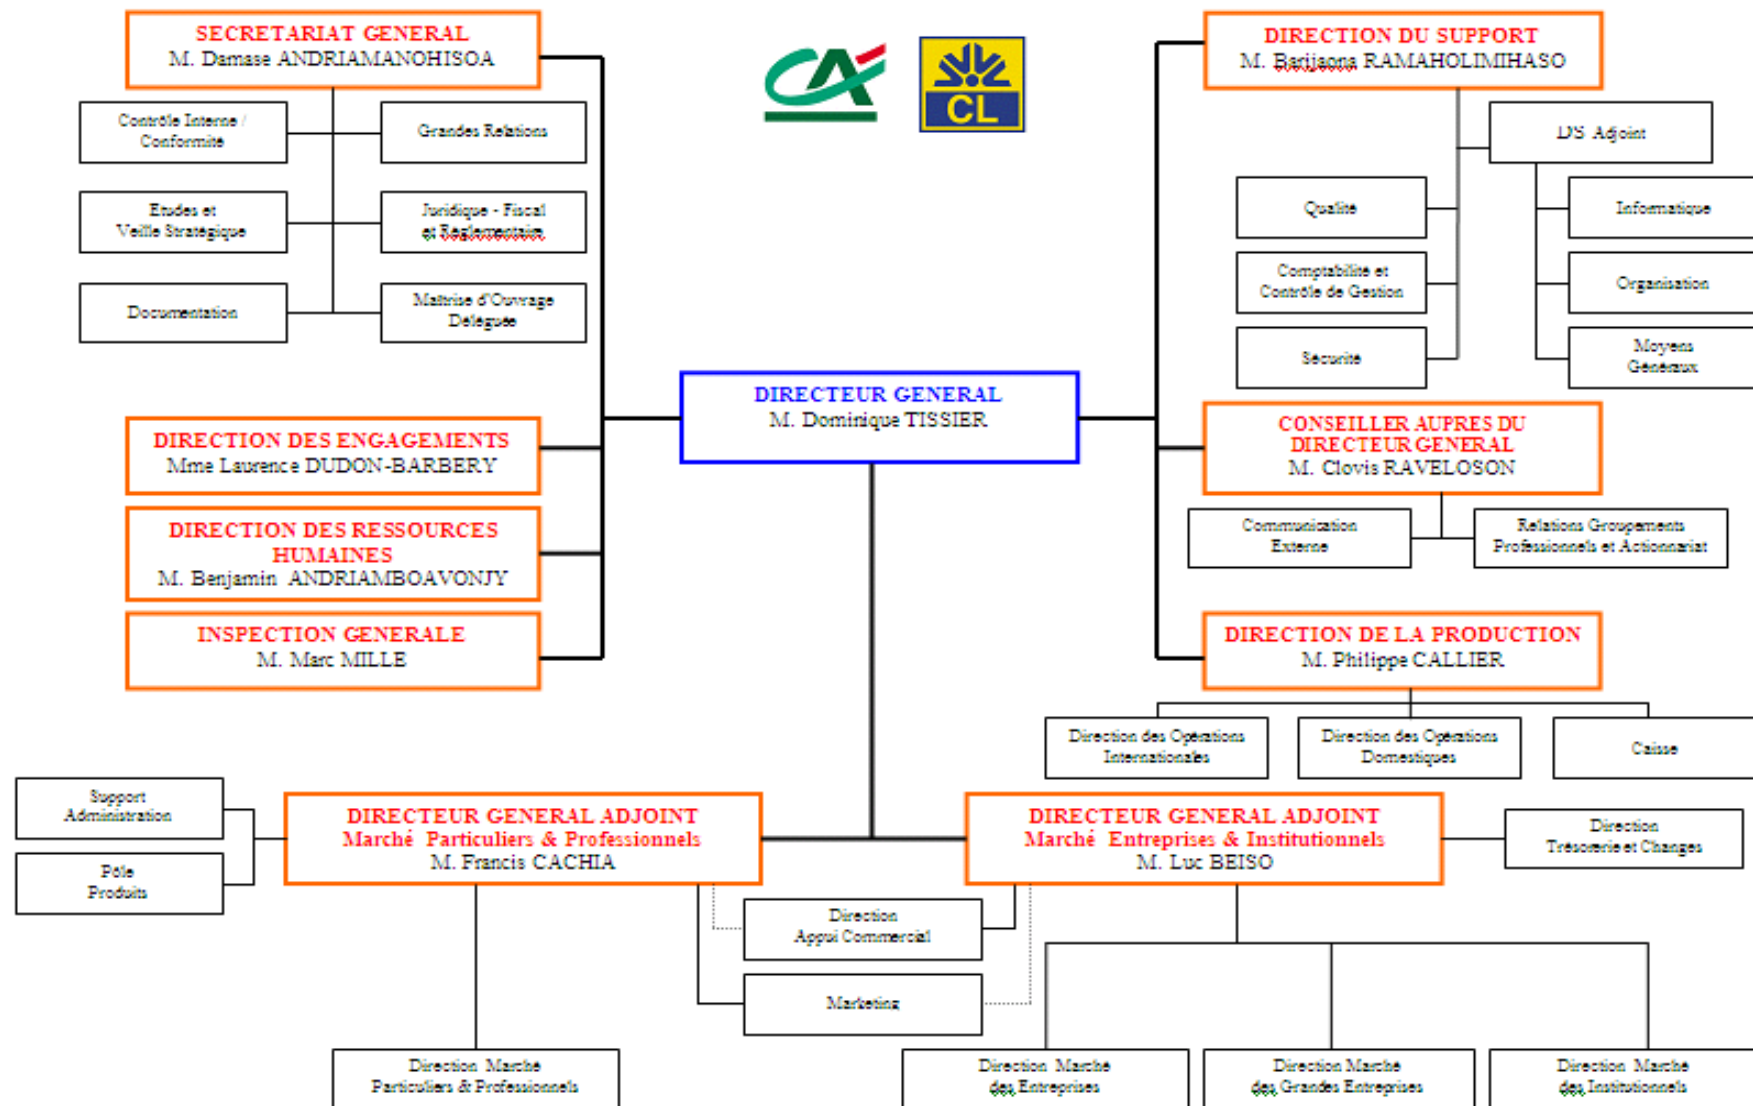 SECRETARIAT GENERAL
M. Damase ANDRIAMANOHISOA
Contrôle Interne /
Conformité
Grandes Relations
Etudes et
Veille Stratégique
Juridique - Fiscal
et Réglementaire
Documentation
Maîtrise d'Ouvrage
Déléguée
CA
CL
DIRECTION DU SUPPORT
M. Barijaona RAMAHOLIMIHASO
DS Adjoint
Qualité
Informatique
Comptabilité et
Contrôle de Gestion
Organisation
Sécurité
Moyens
Généraux
DIRECTEUR GENERAL
M. Dominique TISSIER
DIRECTION DES ENGAGEMENTS
Mme Laurence DUDON-BARBERY
DIRECTION DES RESSOURCES
HUMAINES
M. Benjamin ANDRIAMBOAVONJY
INSPECTION GENERALE
M. Marc MILLE
CONSEILLER AUPRES DU
DIRECTEUR GENERAL
M. Clovis RAVELOSON
Communication
Externe
Relations Groupements
Professionnels et Actionnariat
DIRECTION DE LA PRODUCTION
M. Philippe CALLIER
Direction des Opérations
Internationales
Direction des Opérations
Domestiques
Caisse
Support
Administration
Pôle
Produits
DIRECTEUR GENERAL ADJOINT
Marché Particuliers & Professionnels
M. Francis CACHIA
DIRECTEUR GENERAL ADJOINT
Marché Entreprises & Institutionnels
M. Luc BEISO
Direction
Trésorerie et Changes
Direction
Appui Commercial
Marketing
Direction Marché
Particuliers & Professionnels
Direction Marché
des Entreprises
Direction Marché
des Grandes Entreprises
Direction Marché
des Institutionnels